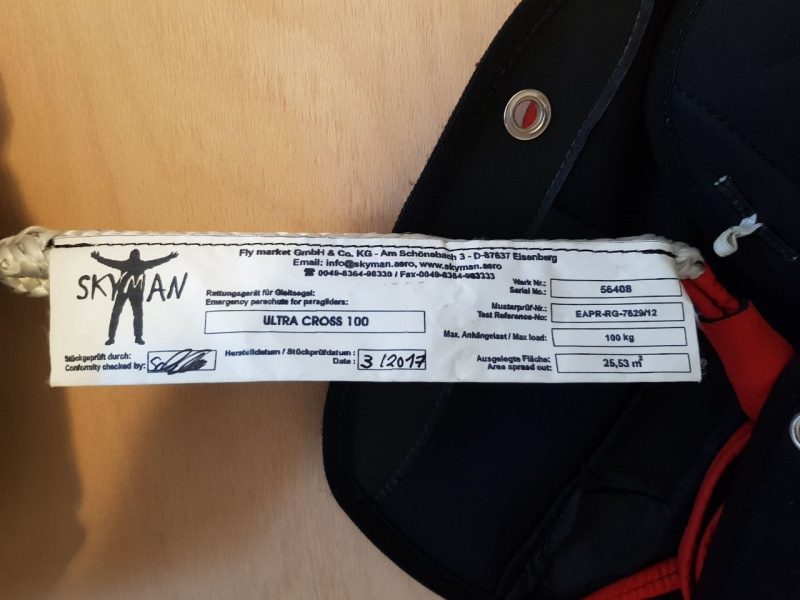 SKYMAN
Fly market GmbH & Co. KG - Am Schönebach 3 - D-87637 Eisenberg
Email: info@skyman.aero, www.skyman.aero
☎ 0049-8364-98330 / Fax-0049-8364-983333
Rettungsgerät für Gleitsegel:
Emergency parachute for paragliders:
ULTRA CROSS 100
Stückgeprüft durch:
Conformity checked by:
Herstelldatum / Stückprüfdatum :
Date :
3/2017
Werk Nr.:
Serial No.:
56408
Musterprüf-Nr.:
Test Reference-No:
EAPR-RG-7629/12
Max. Anhängelast / Max load:
100 kg
Ausgelegte Fläche:
Area spread out:
25,53 m²